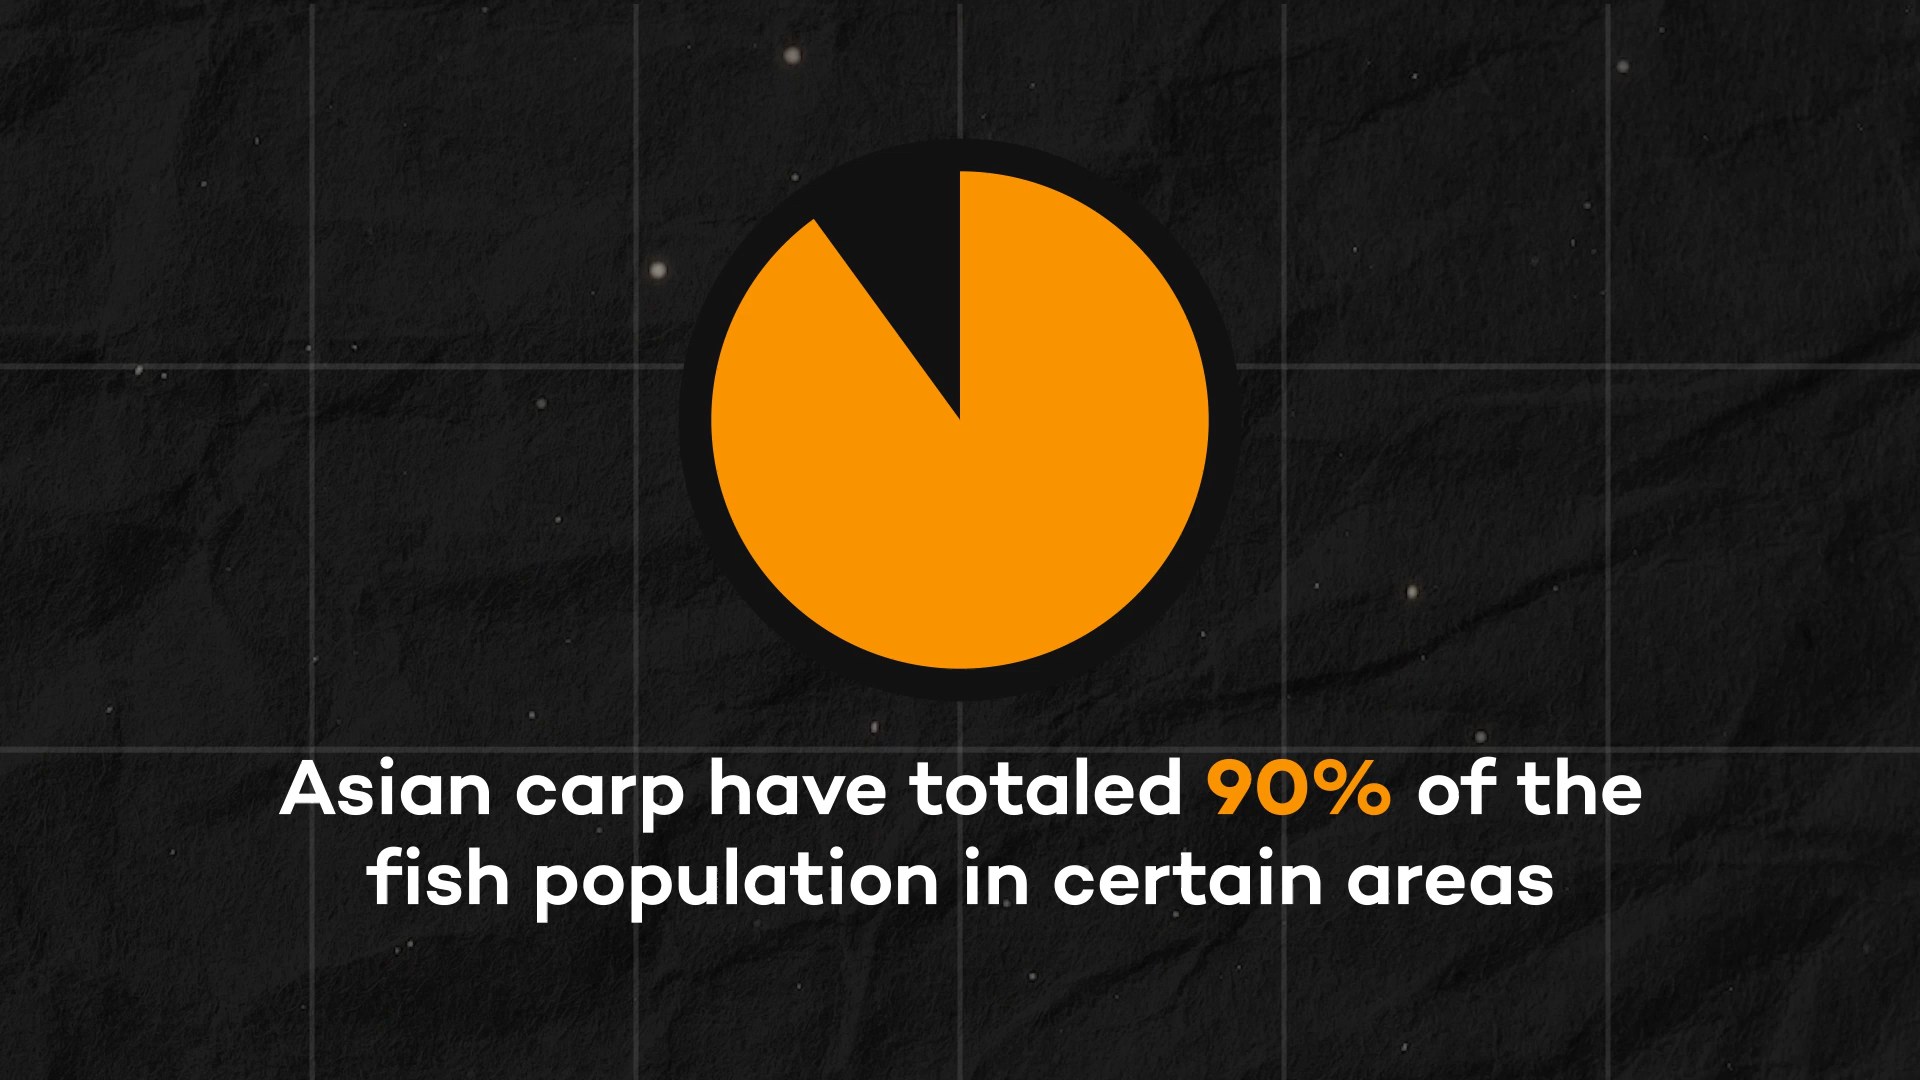 Asian carp have totaled 90% of the
fish population in certain areas